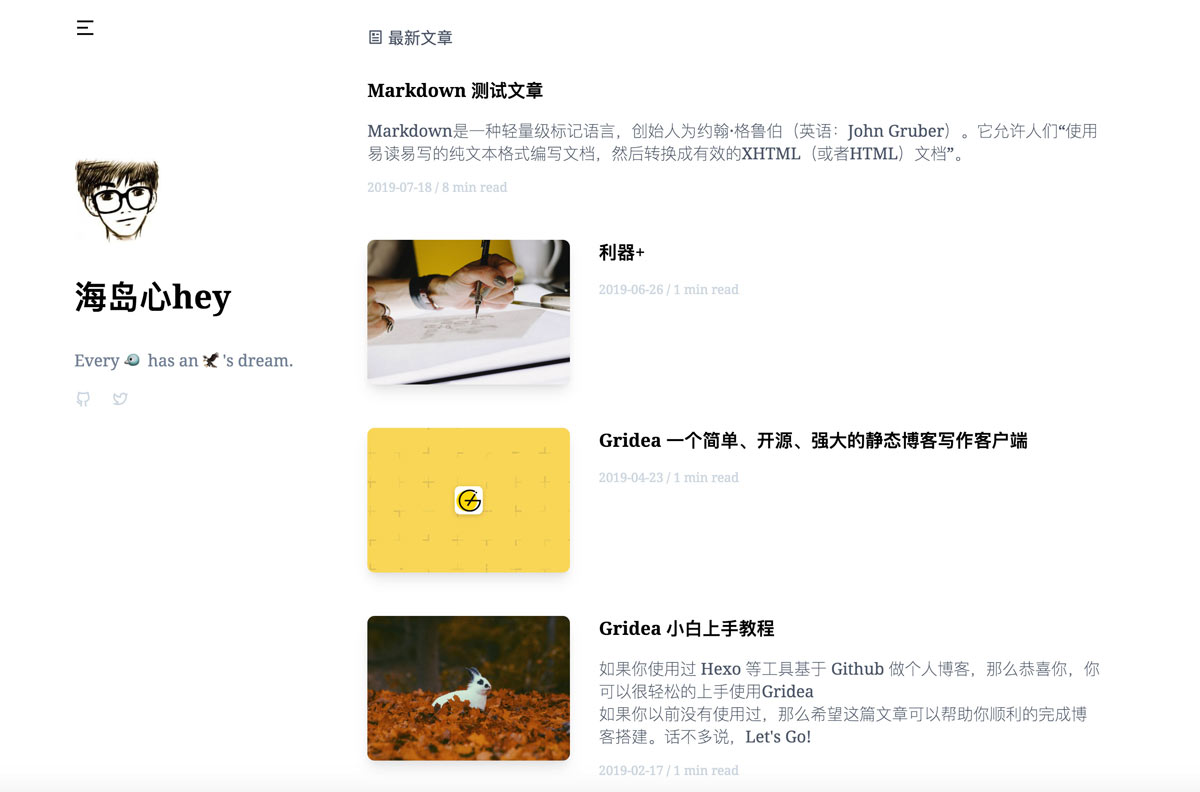 海岛心hey
Every 🐦 has an 🦅's dream.
最新文章
Markdown 测试文章
Markdown是一种轻量级标记语言，创始人为约翰·格鲁伯（英语：John Gruber）。它允许人们“使用
易读易写的纯文本格式编写文档，然后转换成有效的XHTML（或者HTML）文档”。
2019-07-18 / 8 min read
利器+
2019-06-26 / 1 min read
Gridea 一个简单、开源、强大的静态博客写作客户端
2019-04-23 / 1 min read
Gridea 小白上手教程
如果你使用过 Hexo 等工具基于 Github 做个人博客，那么恭喜你，你
可以很轻松的上手使用Gridea
如果你以前没有使用过，那么希望这篇文章可以帮助你顺利的完成博
客搭建。话不多说，Let's Go!
2019-02-17 / 1 min read